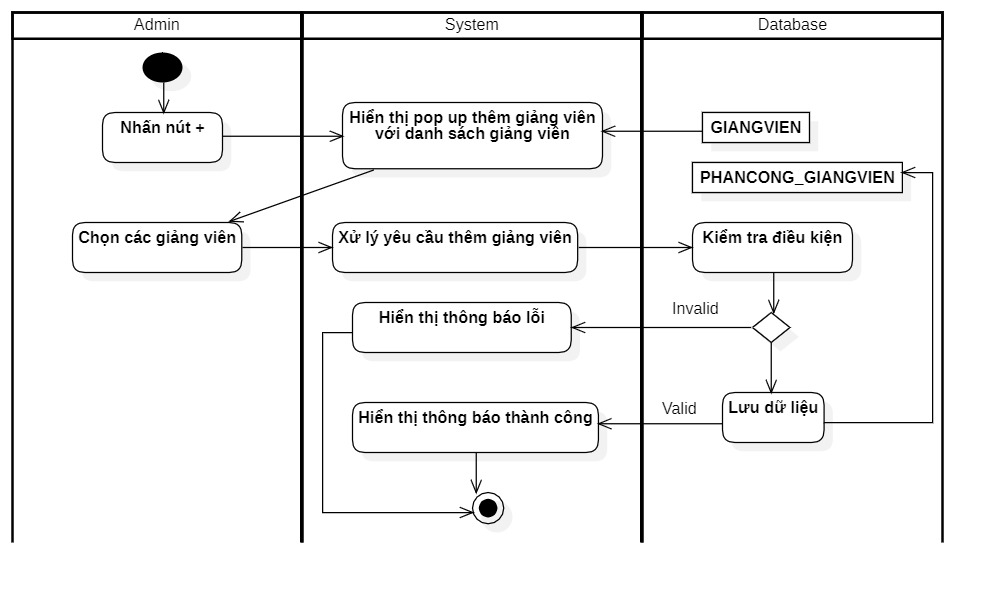 Admin
System
Database
Nhấn nút +
Hiển thị pop up thêm giảng viên
với danh sách giảng viên
GIANGVIEN
PHANCONG_GIANGVIEN
Chọn các giảng viên
Xử lý yêu cầu thêm giảng viên
Kiểm tra điều kiện
Hiển thị thông báo lỗi
Invalid
Hiển thị thông báo thành công
Valid
Lưu dữ liệu